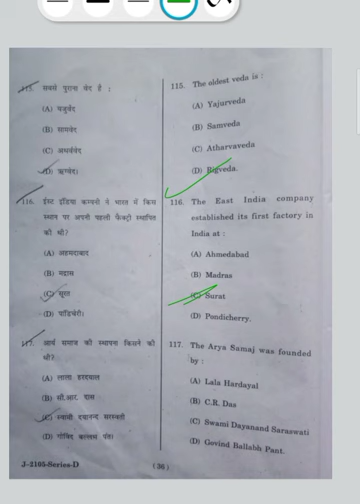 115. सबसे पुराना वेद है :
(A) यजुर्वेद
(B) सामवेद
(C) अथर्ववेद
(D) ऋग्वेद।
116. ईस्ट इंडिया कम्पनी ने भारत में किस
स्थान पर अपनी पहली फैक्ट्री स्थापित
की थी?
(A) अहमदाबाद
(B) मद्रास
(C) सूरत
(D) पांडिचेरी।
117. आर्य समाज की स्थापना किसने की
थी?
(A) लाला हरदयाल
(B) सी.आर. दास
(C) स्वामी दयानन्द सरस्वती
(D) गोविंद बल्लभ पंत।
115. The oldest veda is :
(A) Yajurveda
(B) Samveda
(C) Atharvaveda
(D) Rigveda.
116. The East India company
established its first factory in
India at :
(A) Ahmedabad
(B) Madras
(C) Surat
(D) Pondicherry.
117. The Arya Samaj was founded
by :
(A) Lala Hardayal
(B) C.R. Das
(C) Swami Dayanand Saraswati
(D) Govind Ballabh Pant.
J-2105-Series-D
(36)